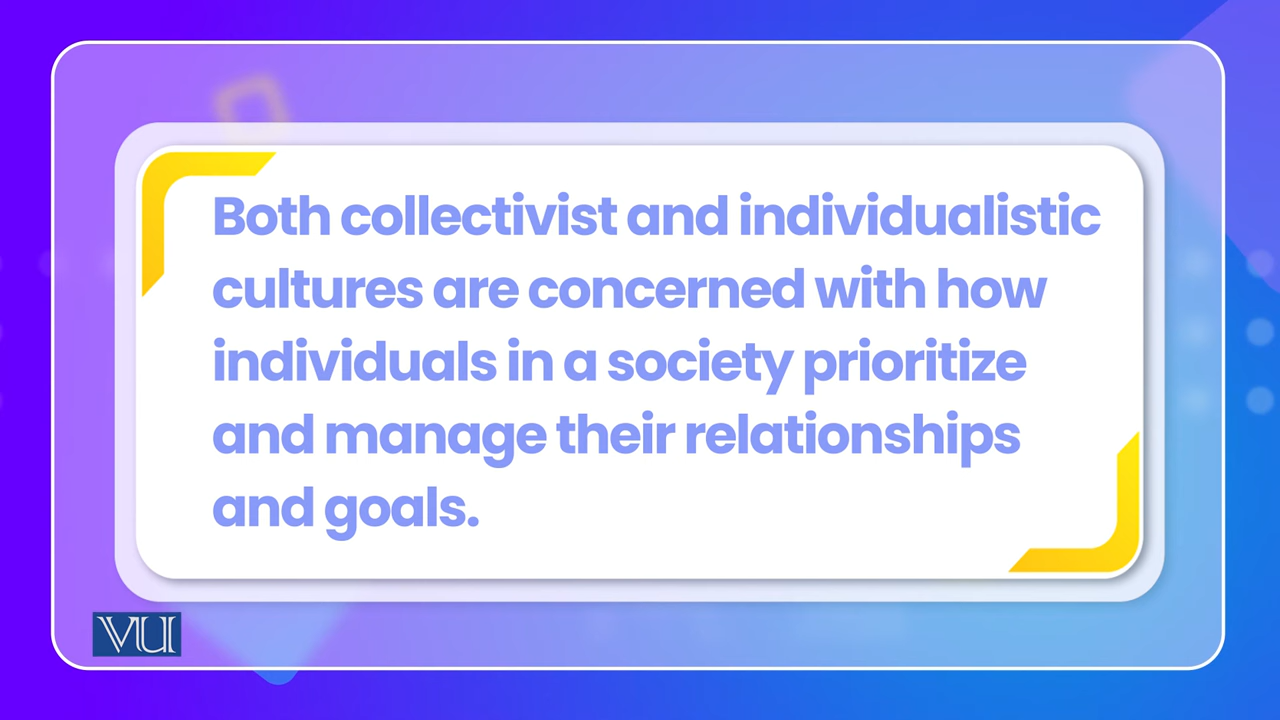 Both collectivist and individualistic
cultures are concerned with how
individuals in a society prioritize
and manage their relationships
and goals.
VU